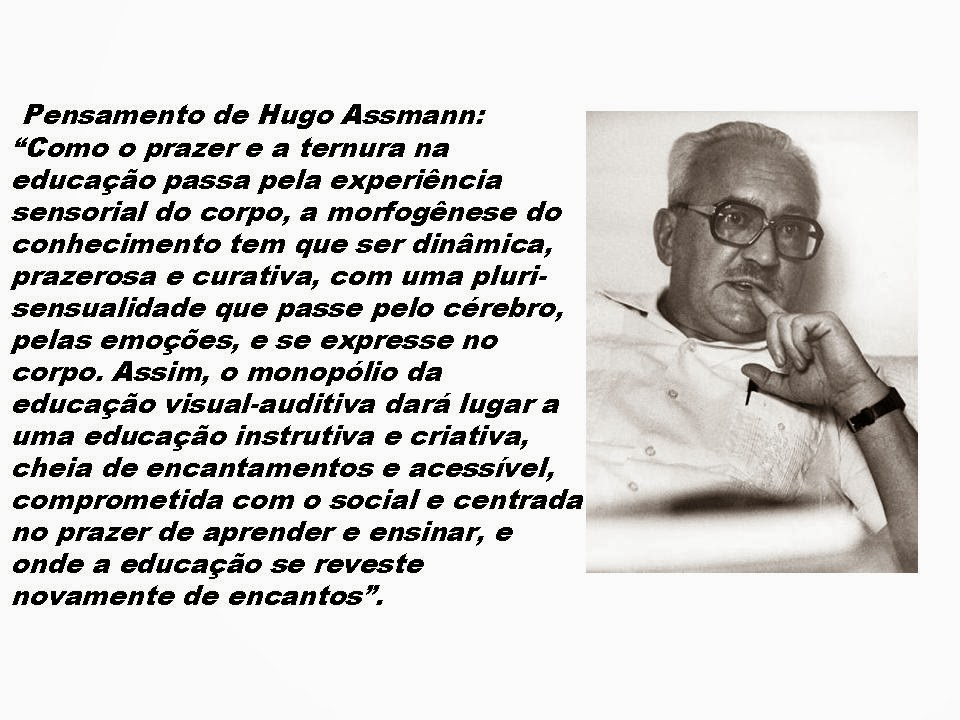 Pensamento de Hugo Assmann:
“Como o prazer e a ternura na
educação passa pela experiência
sensorial do corpo, a morfogênese do
conhecimento tem que ser dinâmica,
prazerosa e curativa, com uma pluri-
sensualidade que passe pelo cérebro,
pelas emoções, e se expresse no
corpo. Assim, o monopólio da
educação visual-auditiva dará lugar a
uma educação instrutiva e criativa,
cheia de encantamentos e acessível,
comprometida com o social e centrada
no prazer de aprender e ensinar, e
onde a educação se reveste
novamente de encantos”.